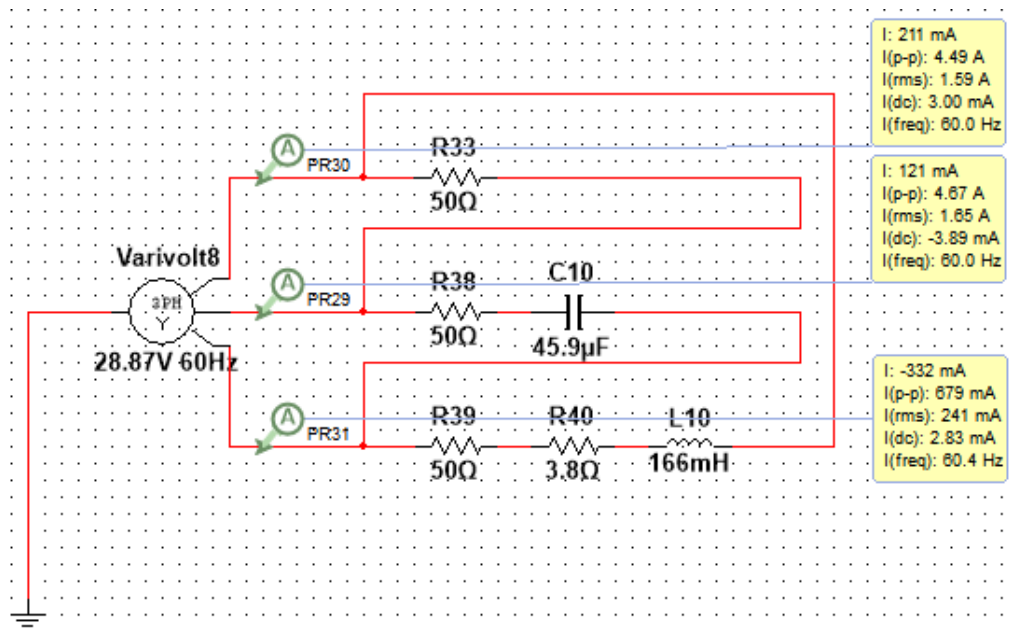 I: 211 mA
I(p-p): 4.49 A
I(rms): 1.59 A
I(dc): 3.00 mA
I(freq): 60.0 Hz
A
PR30
R33
50Ω
I: 121 mA
I(p-p): 4.67 A
I(rms): 1.65 A
I(dc): -3.89 mA
I(freq): 60.0 Hz
Varivolt8
3PH
Y
28.87V 60Hz
A
PR29
R38
50Ω
C10
45.9µF
I: -332 mA
I(p-p): 679 mA
I(rms): 241 mA
I(dc): 2.83 mA
I(freq): 60.4 Hz
A
PR31
R39
50Ω
R40
3.8Ω
L10
166mH